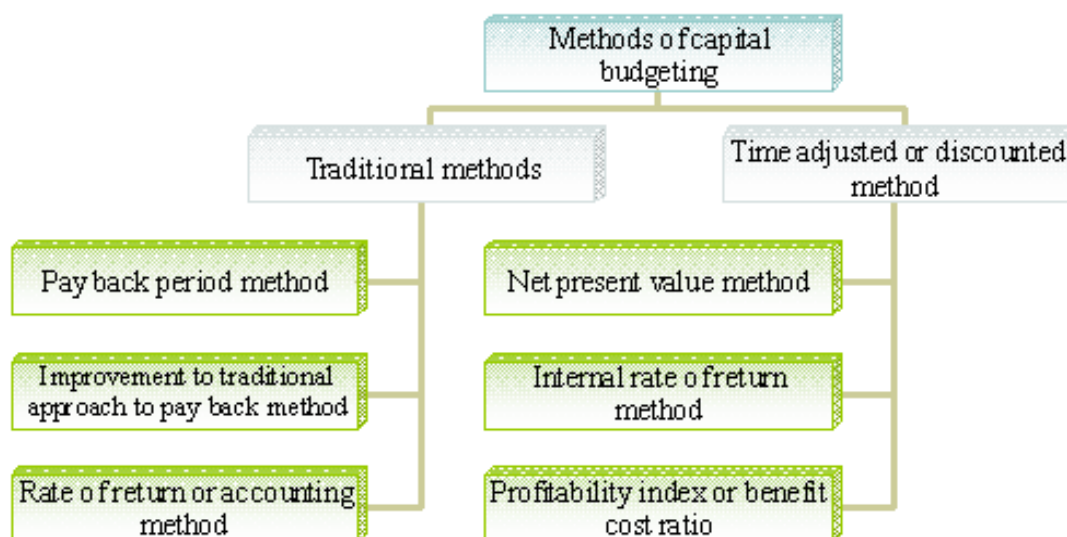 Methods of capital
budgeting
Traditional methods
Time adjusted or discounted
method
Pay back period method
Net present value method
Improvement to traditional
approach to pay back method
Internal rate of return
method
Rate of return or accounting
method
Profitability index or benefit
cost ratio